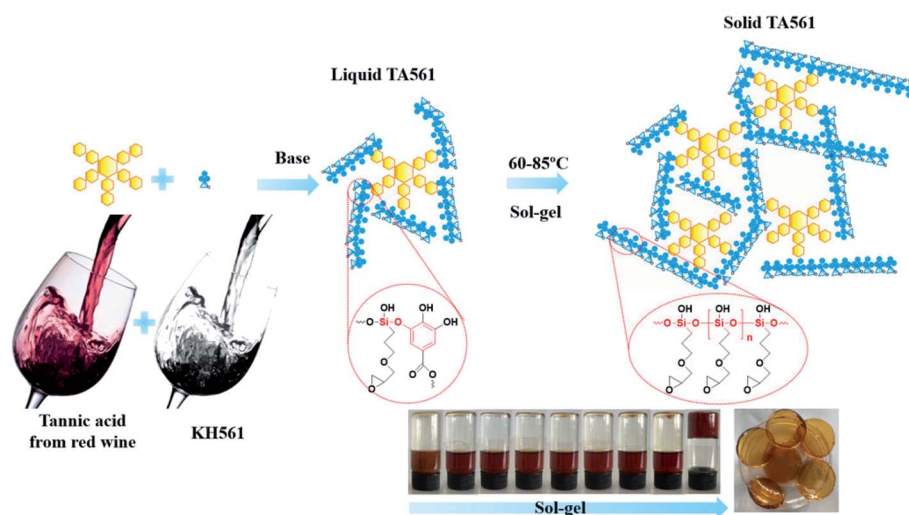 Solid TA561
Liquid TA561
Base
60-85ºC
Sol-gel
OH
O
Si
O
OH
OH
O
O
O
O
OH
OH
OH
O
Si
O
Si
O
Si
O
n
O
O
O
O
O
O
Tannic acid
from red wine
KH561
Sol-gel